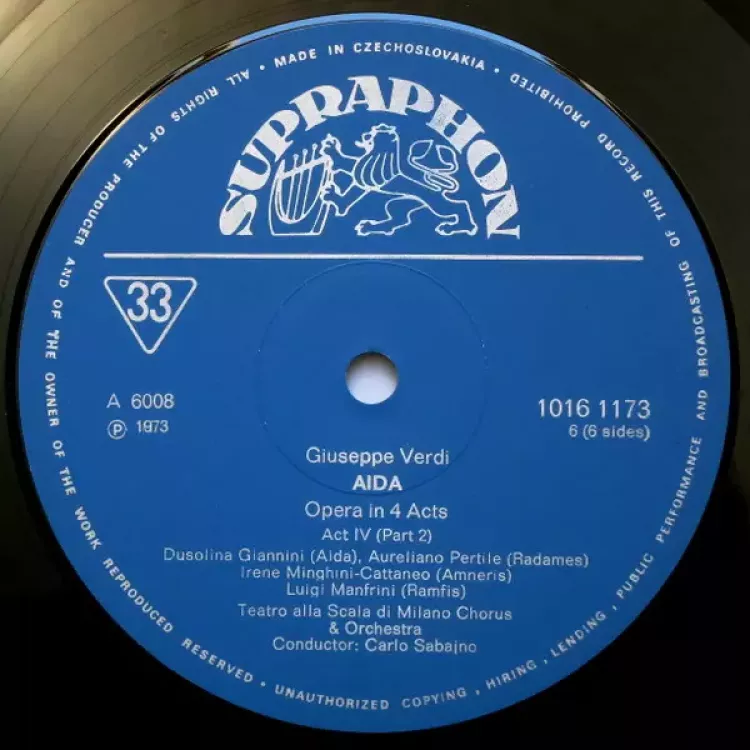 ALL RIGHTS OF THE PRODUCER AND OF THE OWNER OF THE WORK REPRODUCED RESERVED • UNAUTHORIZED COPYING, HIRING, LENDING, PUBLIC PERFORMANCE AND BROADCASTING OF THIS RECORD PROHIBITED • MADE IN CZECHOSLOVAKIA •
SUPRAPHON
33
A 6008
1016 1173
Ⓟ 1973
6 (6 sides)
Giuseppe Verdi
AIDA
Opera in 4 Acts
Act IV (Part 2)
Dusolina Giannini (Aida), Aureliano Pertile (Radames)
Irene Minghini-Cattaneo (Amneris)
Luigi Manfrini (Ramfis)
Teatro alla Scala di Milano Chorus
& Orchestra
Conductor: Carlo Sabajno